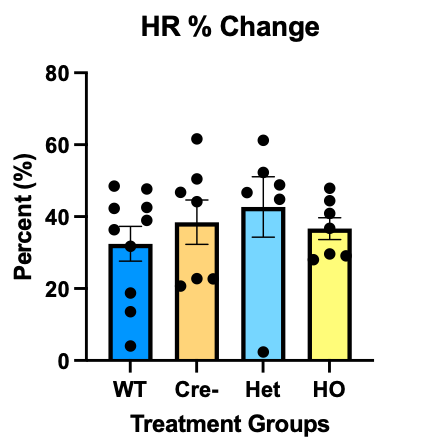 HR % Change
Percent (%)
80
60
40
20
0
WT Cre- Het HO
Treatment Groups